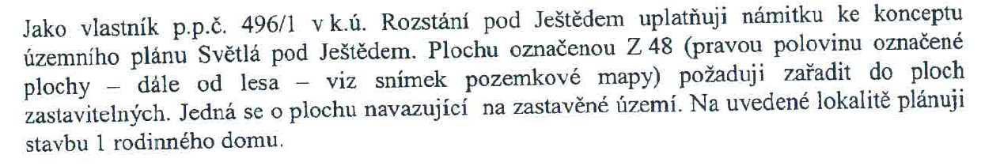 Jako vlastník p.p.č. 496/1 v k.ú. Rozstání pod Ještědem uplatňuji námitku ke konceptu
územního plánu Světlá pod Ještědem. Plochu označenou Z 48 (pravou polovinu označené
plochy – dále od lesa – viz snímek pozemkové mapy) požaduji zařadit do ploch
zastavitelných. Jedná se o plochu navazující na zastavěné území. Na uvedené lokalitě plánuji
stavbu 1 rodinného domu.